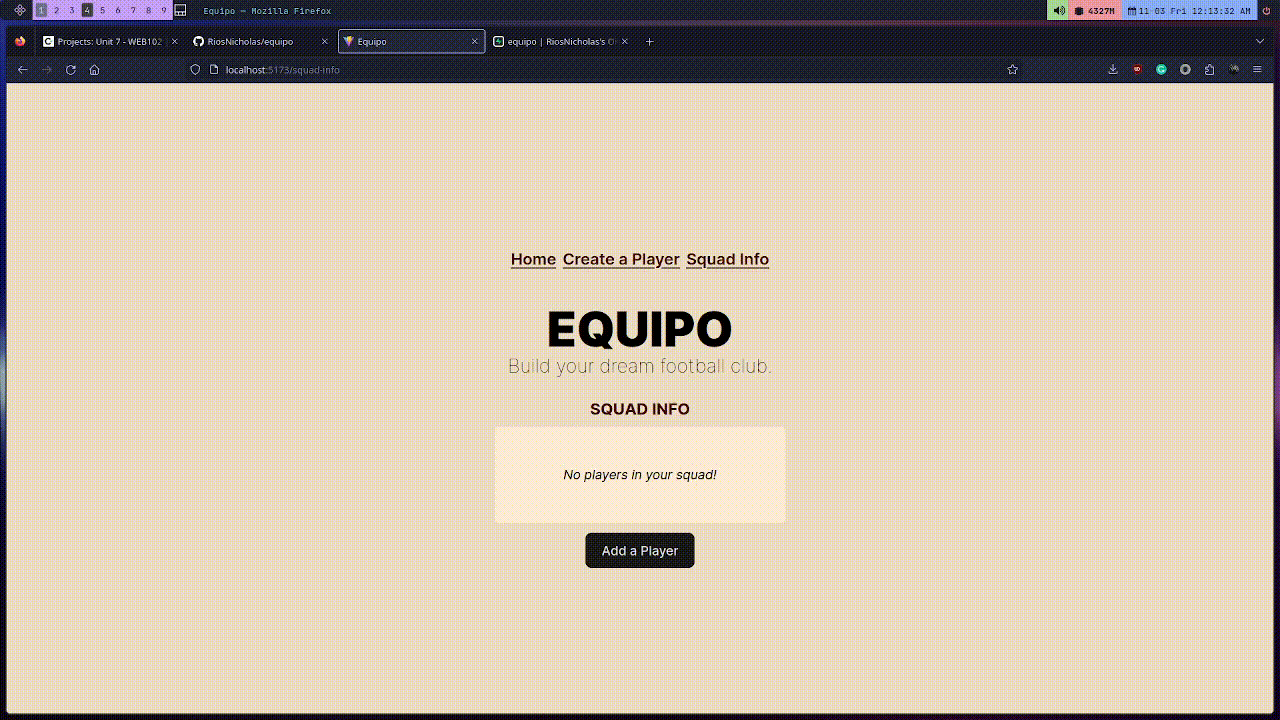 1 2 3 4 5 6 7 8 9 Equipo — Mozilla Firefox 4327M 11-03 Fri 12:13:32 AM
Projects: Unit 7 - WEB102 RiosNicholas/equipo Equipo equipo | RiosNicholas's O
localhost:5173/squad-info
Home Create a Player Squad Info
EQUIPO
Build your dream football club.
SQUAD INFO
No players in your squad!
Add a Player